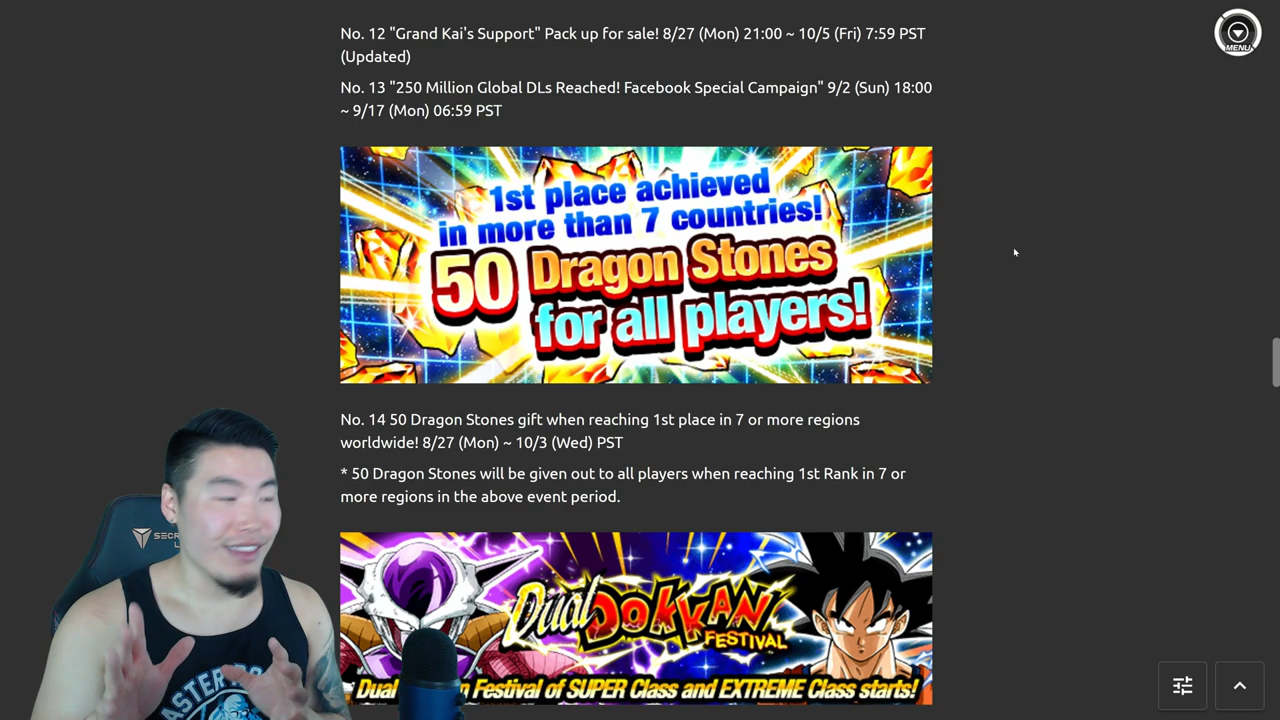 No. 12 "Grand Kai's Support" Pack up for sale! 8/27 (Mon) 21:00 ~ 10/5 (Fri) 7:59 PST
(Updated)
MENU
No. 13 "250 Million Global DLs Reached! Facebook Special Campaign" 9/2 (Sun) 18:00
~ 9/17 (Mon) 06:59 PST
1st place achieved
in more than 7 countries!
50 Dragon Stones
for all players!
No. 14 50 Dragon Stones gift when reaching 1st place in 7 or more regions
worldwide! 8/27 (Mon) ~ 10/3 (Wed) PST
* 50 Dragon Stones will be given out to all players when reaching 1st Rank in 7 or
more regions in the above event period.
Dual DOKKAN
FESTIVAL
Dual
Festival of SUPER Class and EXTREME Class starts!